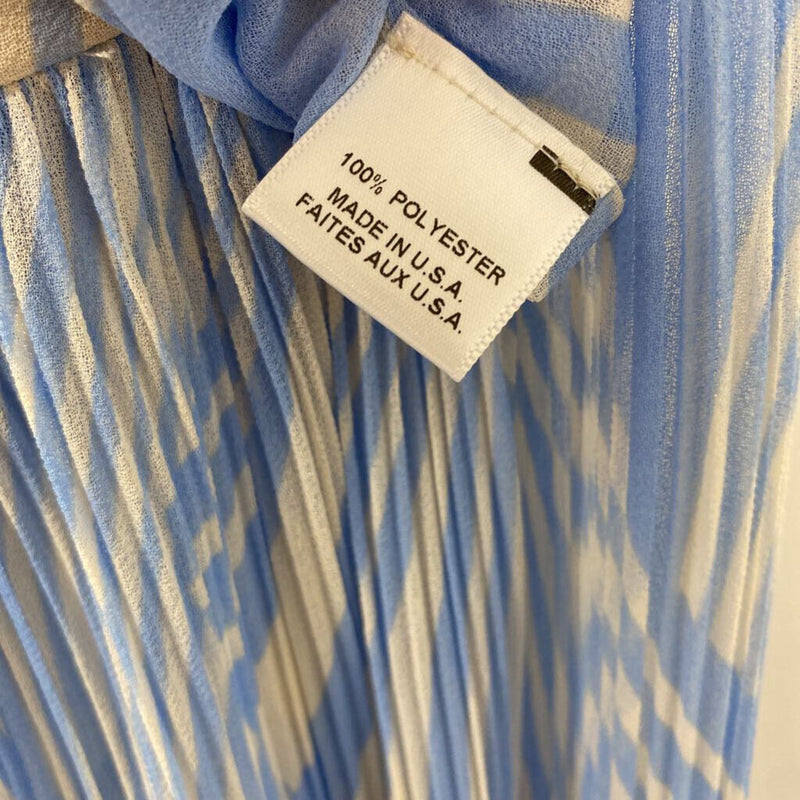 100% POLYESTER
MADE IN U.S.A.
FAITES AUX U.S.A.